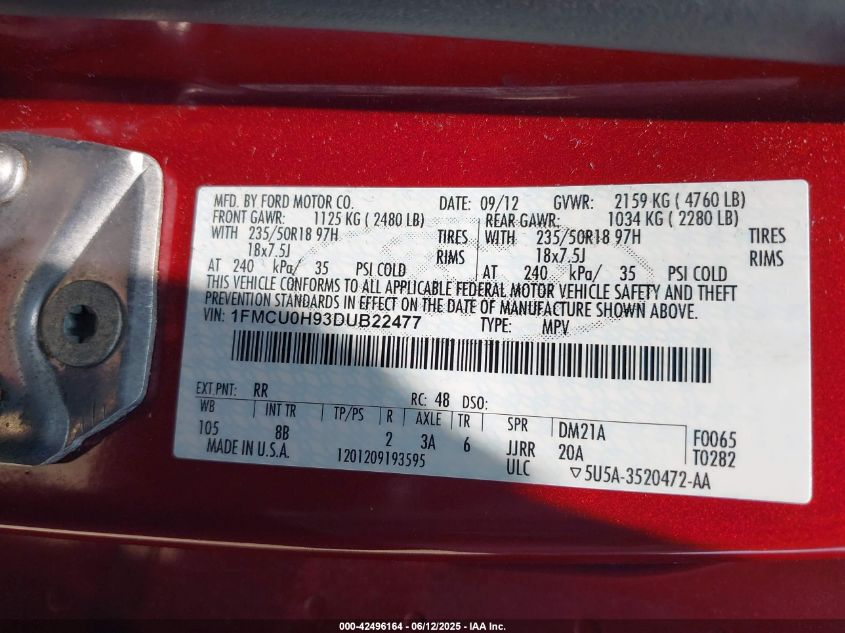 MFD. BY FORD MOTOR CO. DATE: 09/12 GVWR: 2159 KG ( 4760 LB)
FRONT GAWR: 1125 KG ( 2480 LB) REAR GAWR: 1034 KG ( 2280 LB)
WITH 235/50R18 97H TIRES WITH 235/50R18 97H TIRES
18x7.5J RIMS 18x7.5J RIMS
AT 240 kPa/ 35 PSI COLD AT 240 kPa/ 35 PSI COLD
THIS VEHICLE CONFORMS TO ALL APPLICABLE FEDERAL MOTOR VEHICLE SAFETY AND THEFT
PREVENTION STANDARDS IN EFFECT ON THE DATE OF MANUFACTURE SHOWN ABOVE.
VIN: 1FMCU0H93DUB22477 TYPE: MPV
EXT PNT: RR RC: 48 DSO:
WB INT TR TP/PS R AXLE TR SPR DM21A F0065
105 8B 2 3A 6 JJRR 20A T0282
MADE IN U.S.A. 1201209193595 ULC ▽5U5A-3520472-AA
000-42496164 - 06/12/2025 - IAA Inc.